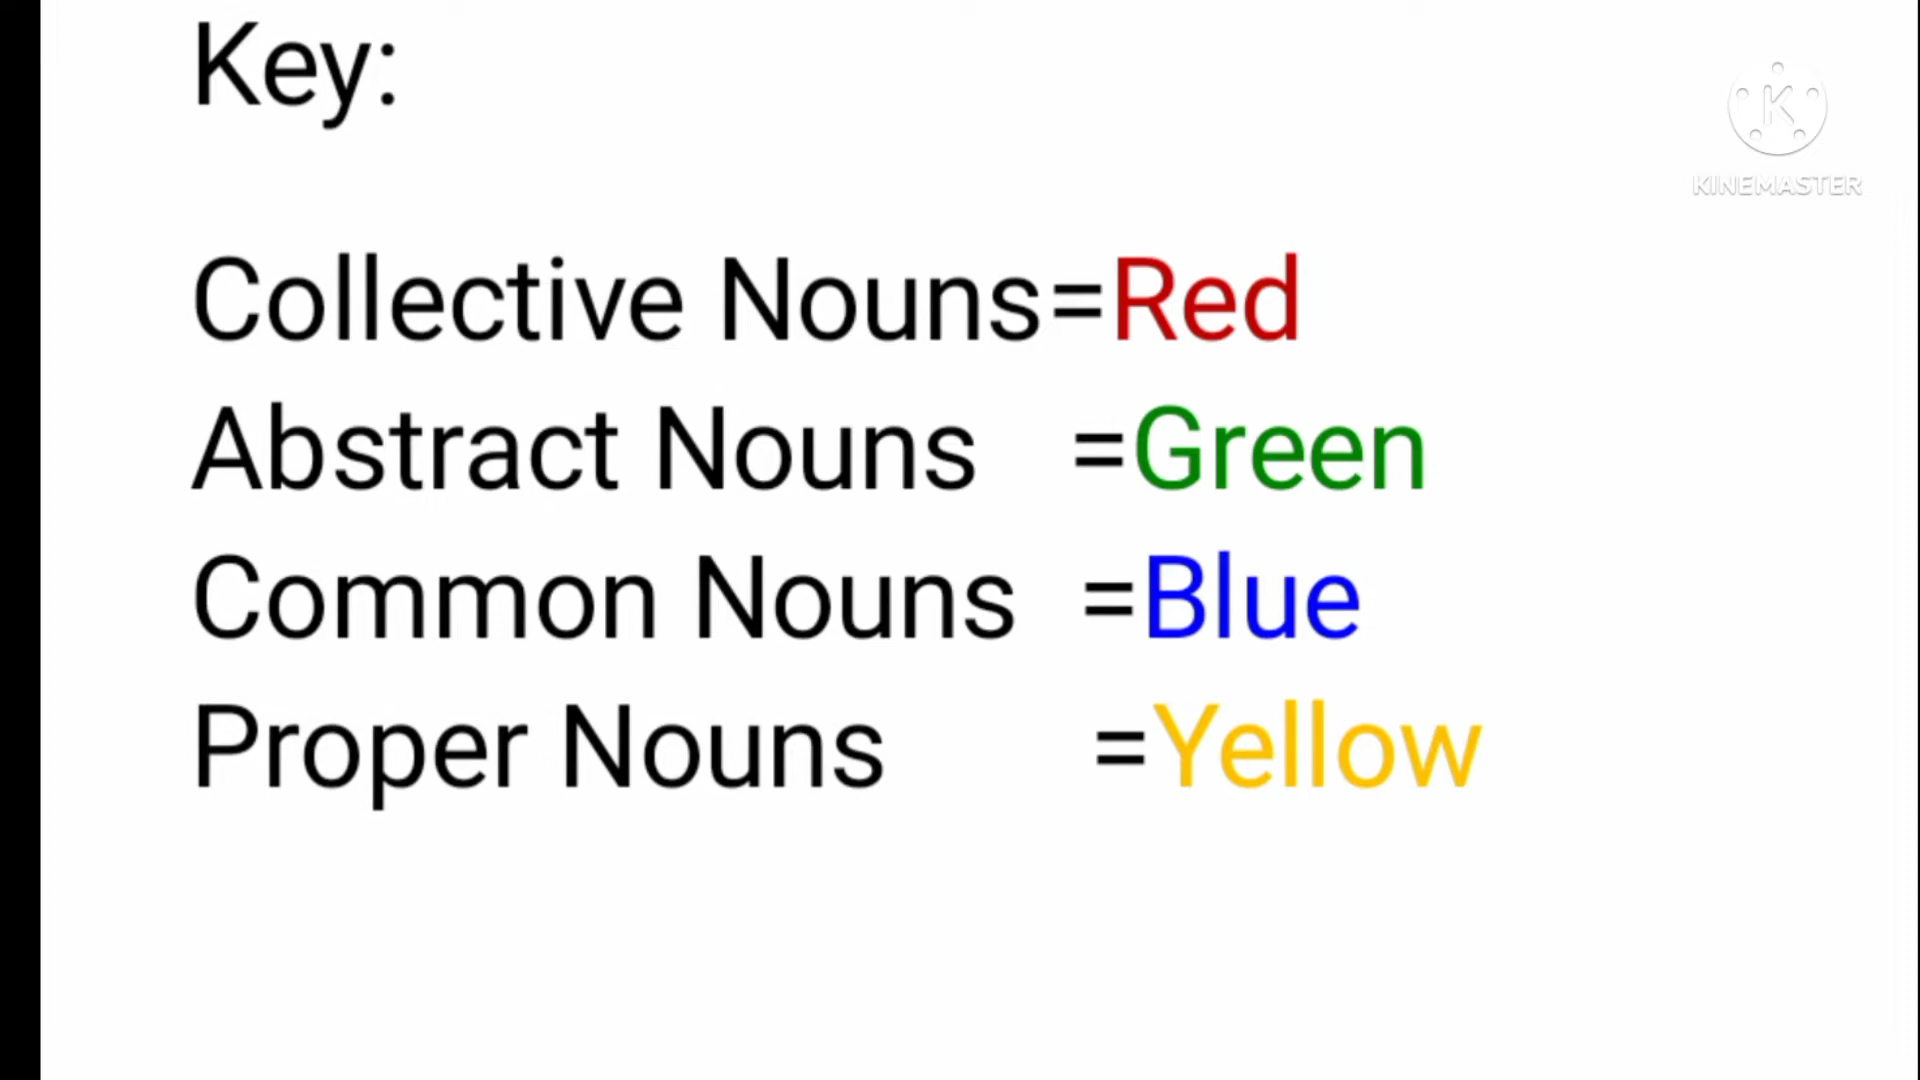 Key:
KINEMASTER
Collective Nouns=Red
Abstract Nouns =Green
Common Nouns =Blue
Proper Nouns =Yellow